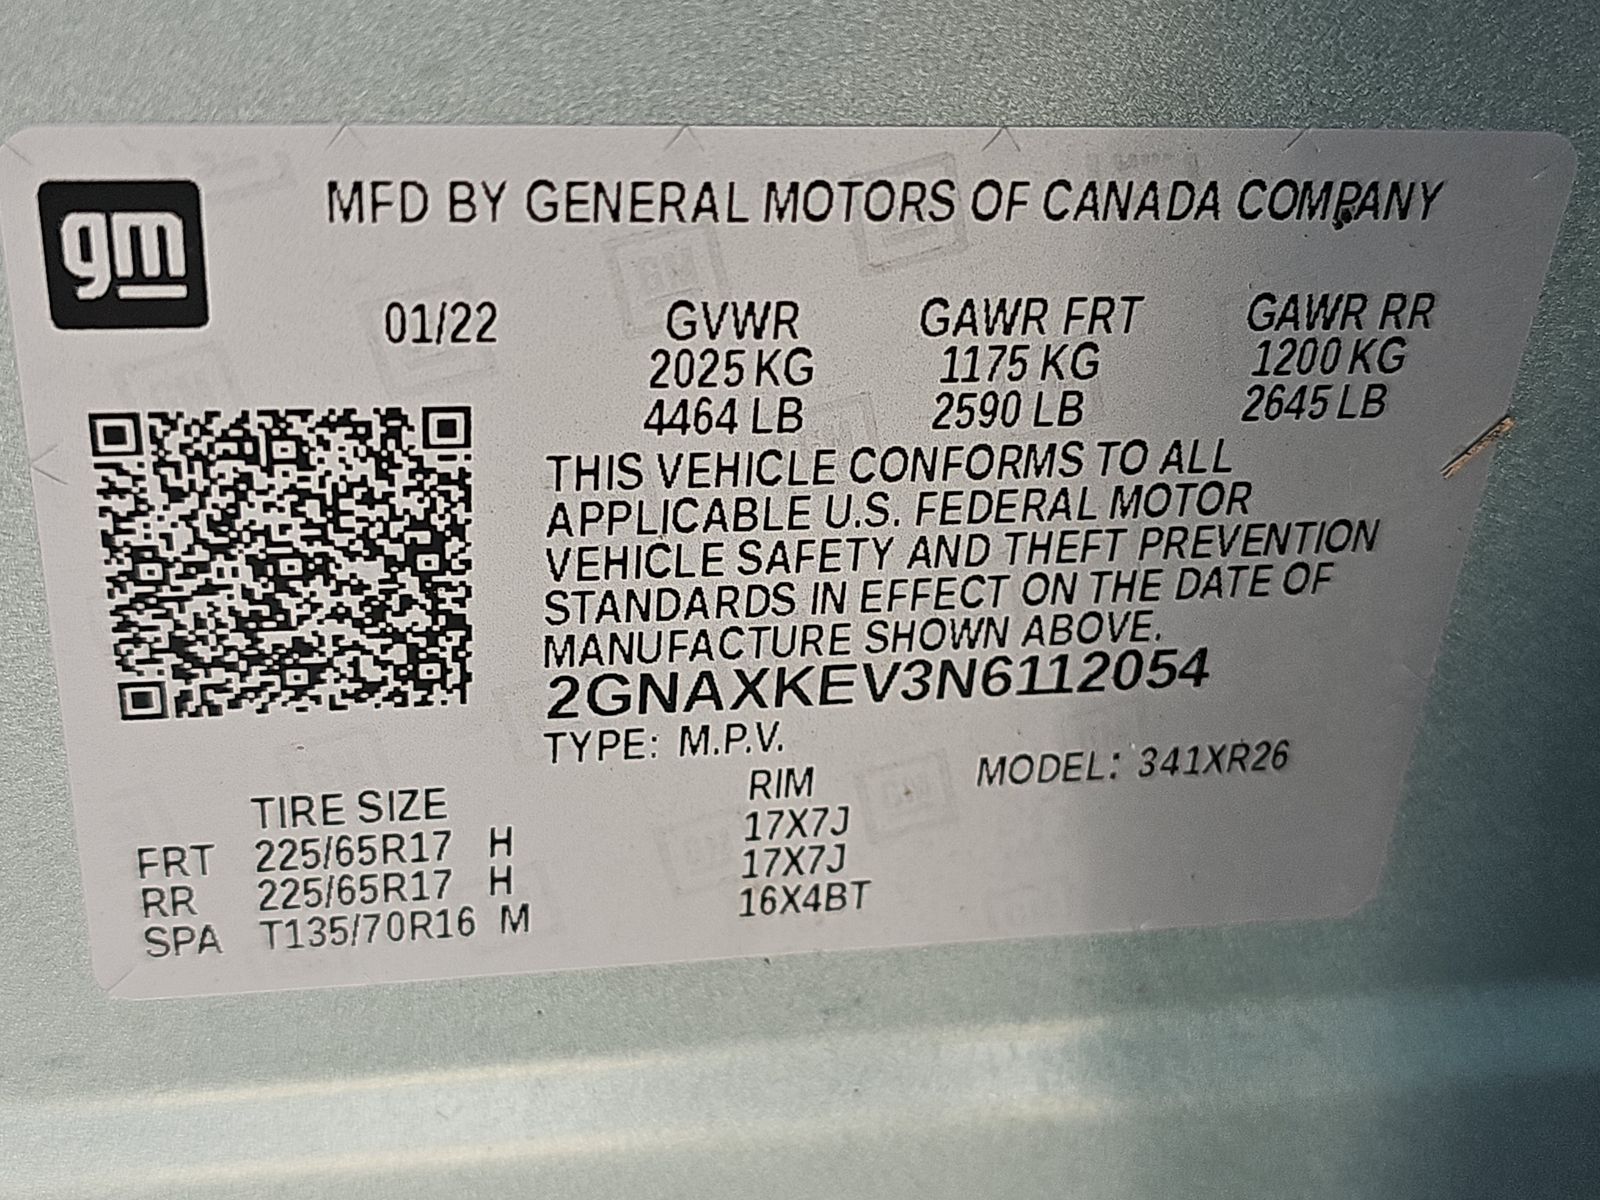 gm
MFD BY GENERAL MOTORS OF CANADA COMPANY
01/22 GVWR GAWR FRT GAWR RR
2025 KG 1175 KG 1200 KG
4464 LB 2590 LB 2645 LB
THIS VEHICLE CONFORMS TO ALL
APPLICABLE U.S. FEDERAL MOTOR
VEHICLE SAFETY AND THEFT PREVENTION
STANDARDS IN EFFECT ON THE DATE OF
MANUFACTURE SHOWN ABOVE.
2GNAXKEV3N6112054
TYPE: M.P.V. MODEL: 341XR26
TIRE SIZE RIM
FRT 225/65R17 H 17X7J
RR 225/65R17 H 17X7J
SPA T135/70R16 M 16X4BT